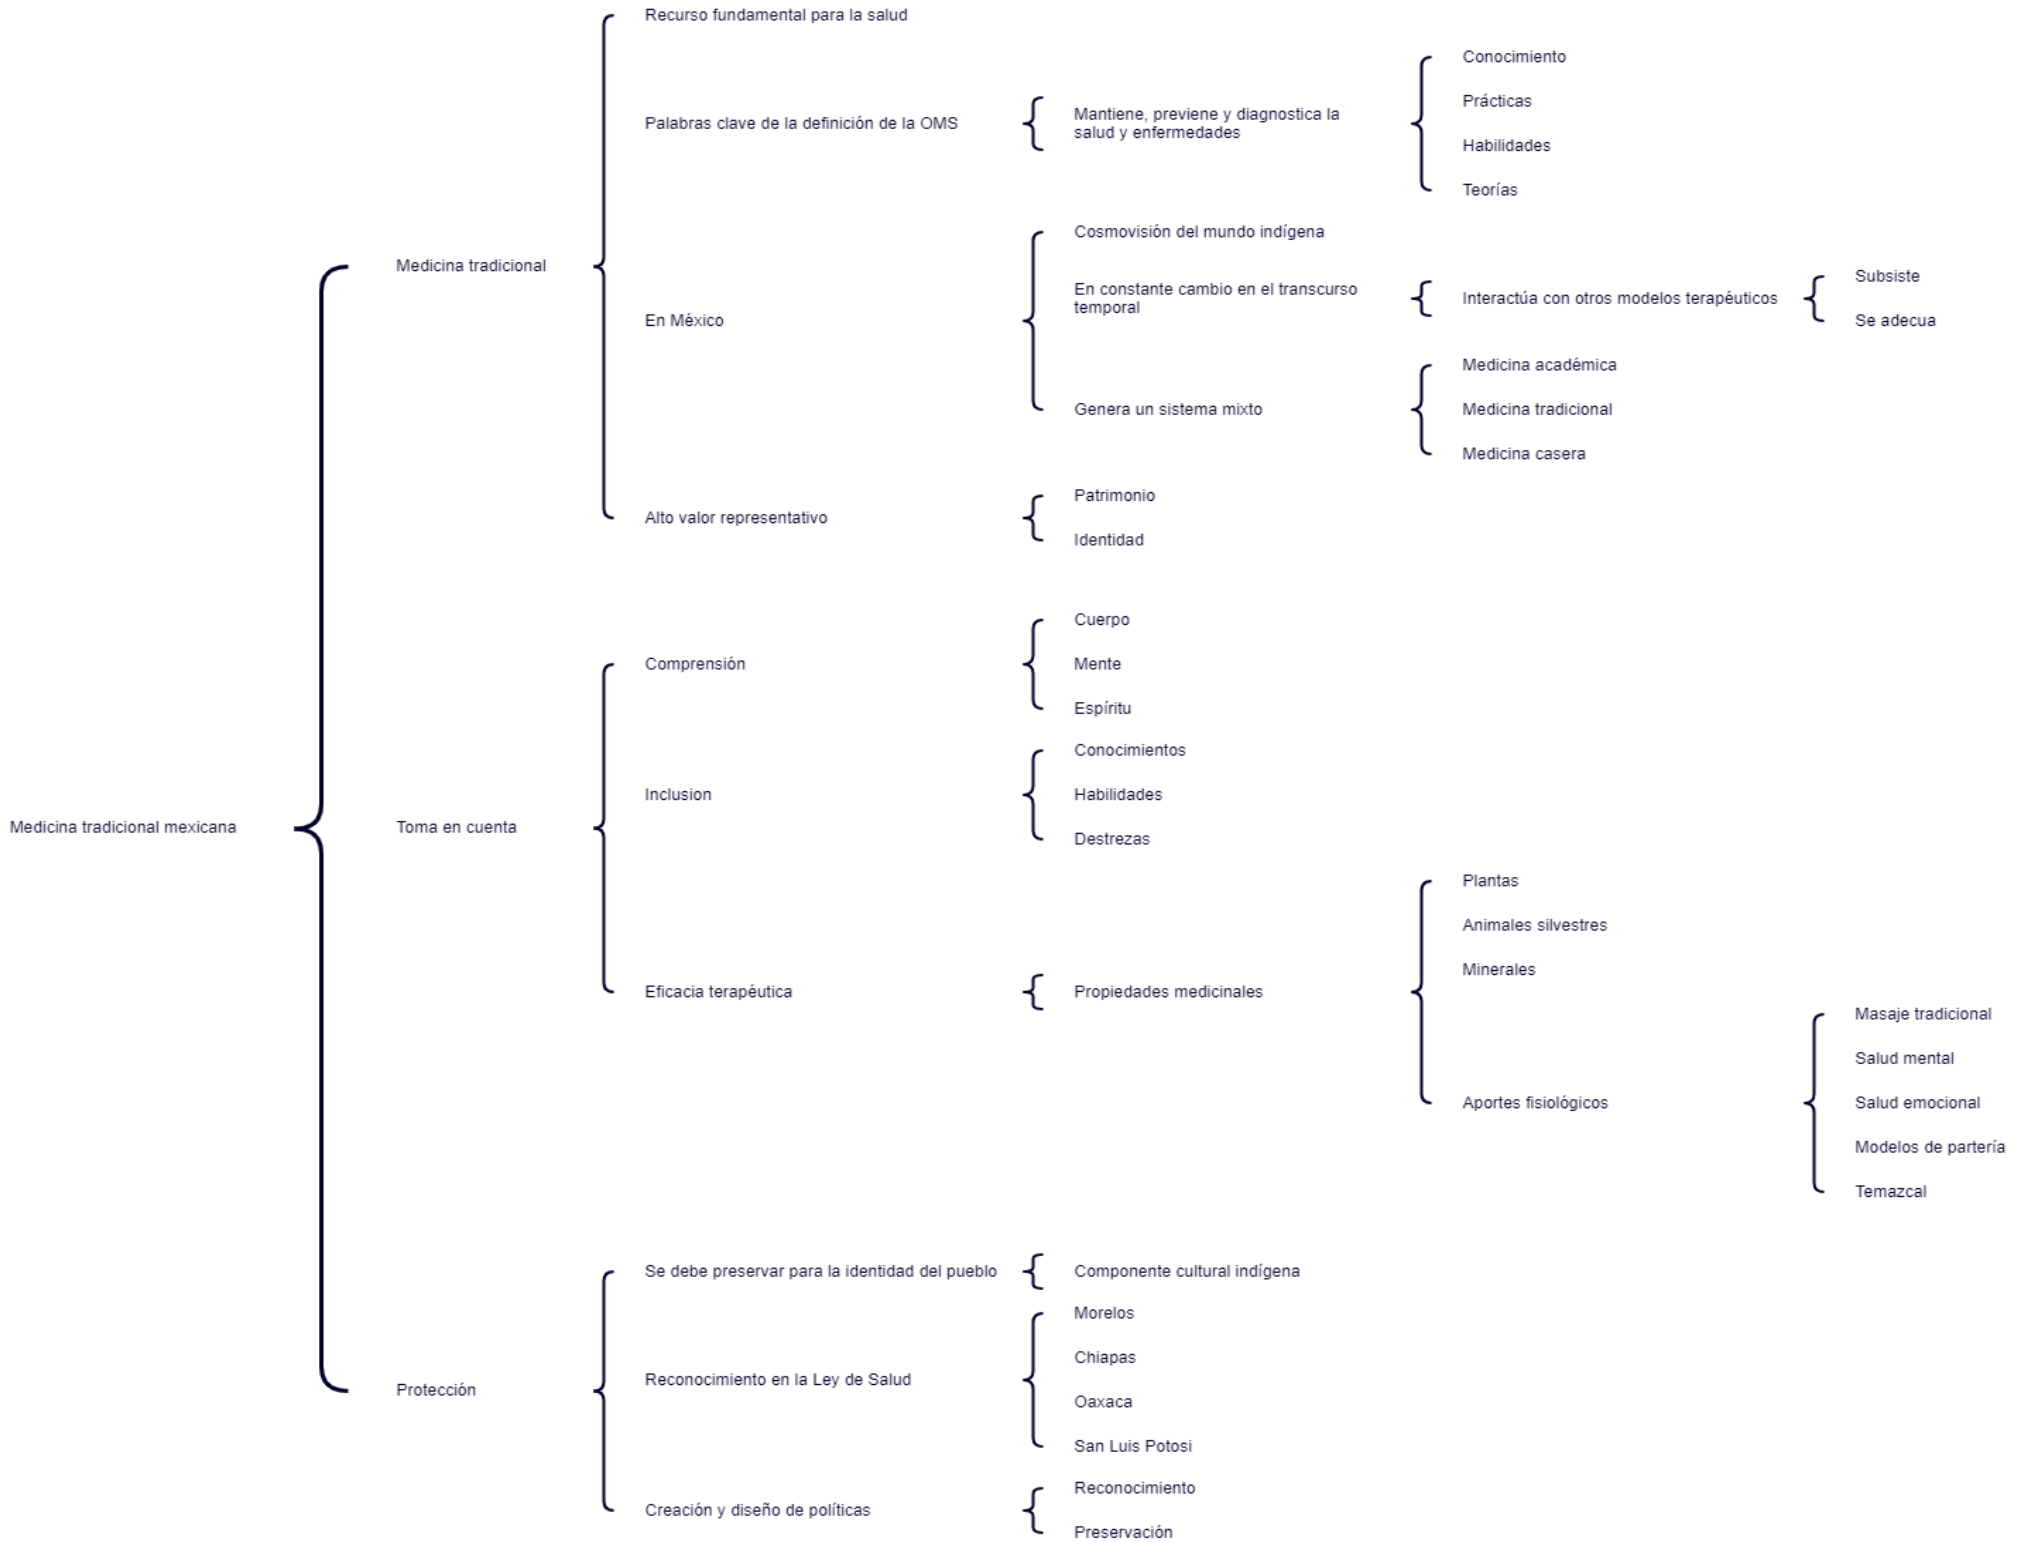 Medicina tradicional mexicana
Medicina tradicional
Recurso fundamental para la salud
Palabras clave de la definición de la OMS
Mantiene, previene y diagnostica la
salud y enfermedades
Conocimiento
Prácticas
Habilidades
Teorías
En México
Cosmovisión del mundo indígena
En constante cambio en el transcurso
temporal
Interactúa con otros modelos terapéuticos
Subsiste
Se adecua
Genera un sistema mixto
Medicina académica
Medicina tradicional
Medicina casera
Alto valor representativo
Patrimonio
Identidad
Toma en cuenta
Comprensión
Cuerpo
Mente
Espíritu
Inclusion
Conocimientos
Habilidades
Destrezas
Eficacia terapéutica
Propiedades medicinales
Plantas
Animales silvestres
Minerales
Aportes fisiológicos
Masaje tradicional
Salud mental
Salud emocional
Modelos de partería
Temazcal
Protección
Se debe preservar para la identidad del pueblo
Componente cultural indígena
Reconocimiento en la Ley de Salud
Morelos
Chiapas
Oaxaca
San Luis Potosi
Creación y diseño de políticas
Reconocimiento
Preservación